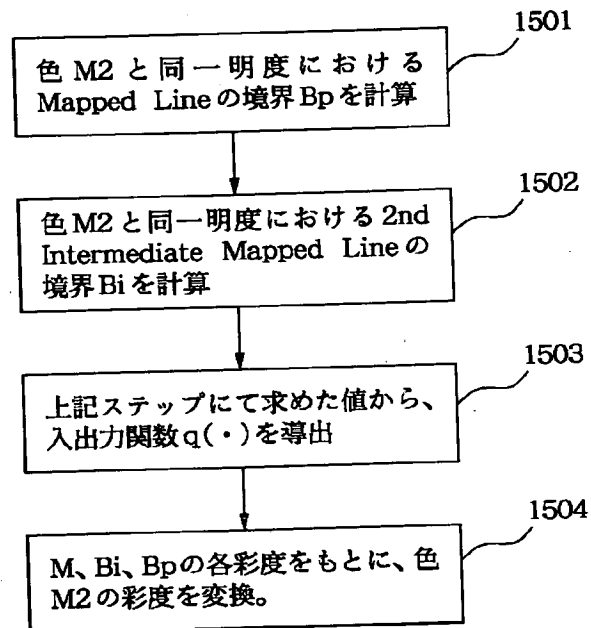 1501
色M2と同一明度における
Mapped Lineの境界Bpを計算
1502
色M2と同一明度における2nd
Intermediate Mapped Lineの
境界Biを計算
1503
上記ステップにて求めた値から、
入出力関数q(・)を導出
1504
M、Bi、Bpの各彩度をもとに、色
M2の彩度を変換。